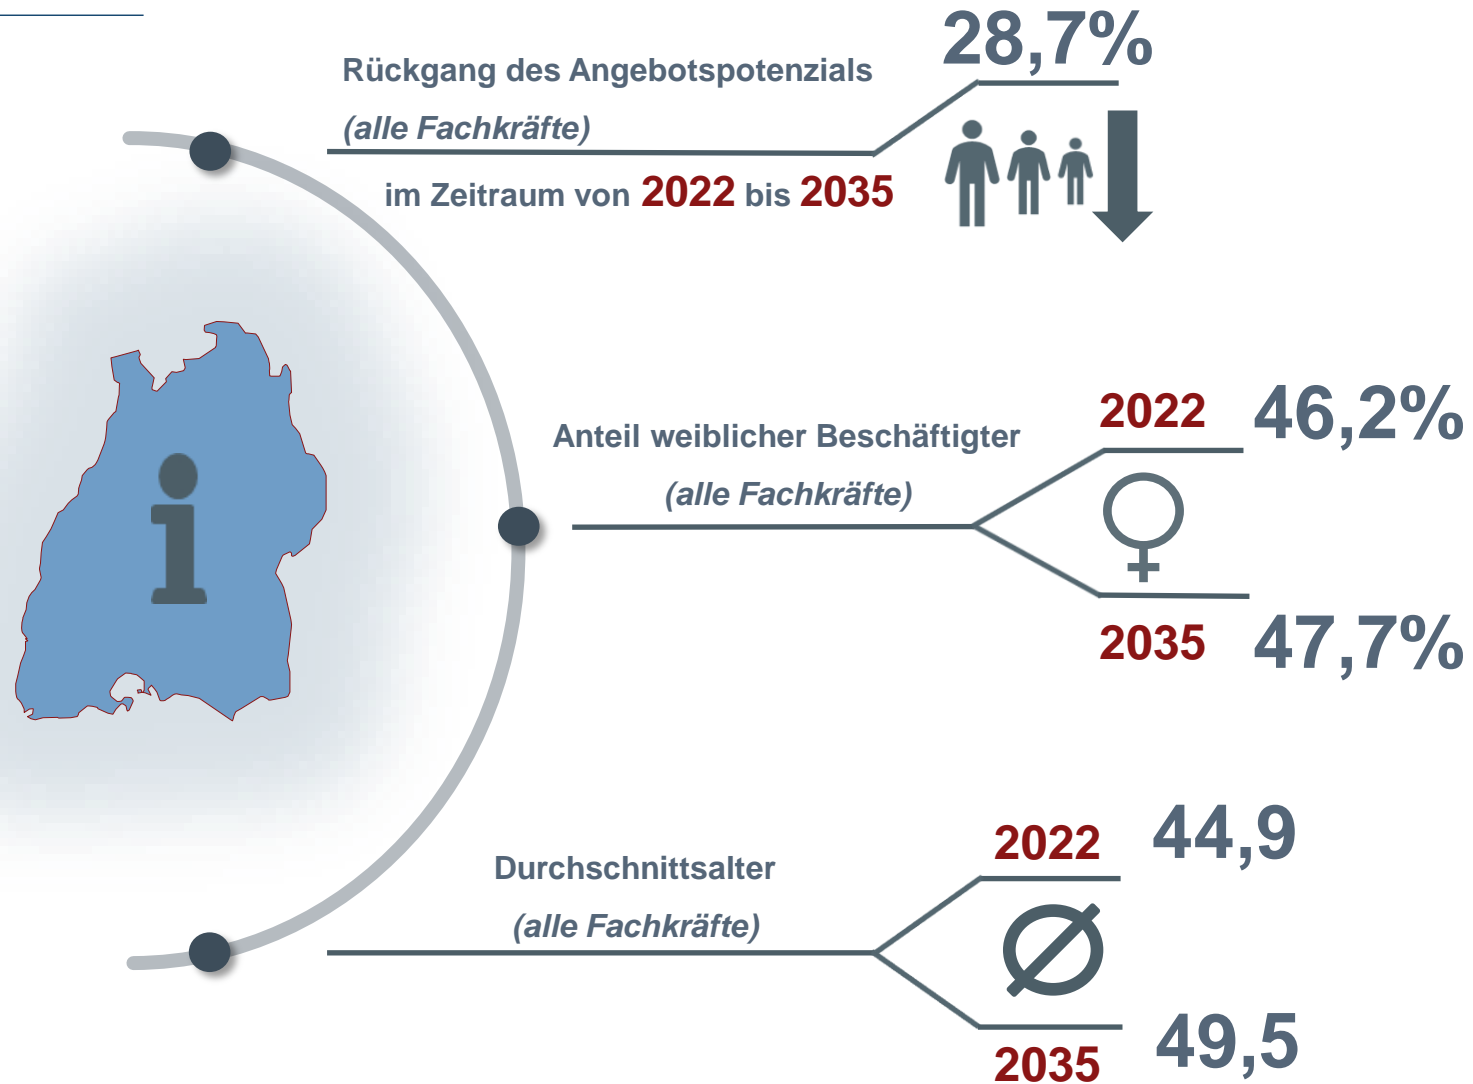 28,7%
Rückgang des Angebotspotenzials
(alle Fachkräfte)
im Zeitraum von 2022 bis 2035
2022 46,2%
Anteil weiblicher Beschäftigter
(alle Fachkräfte)
2035 47,7%
2022 44,9
Durchschnittsalter
(alle Fachkräfte)
2035 49,5